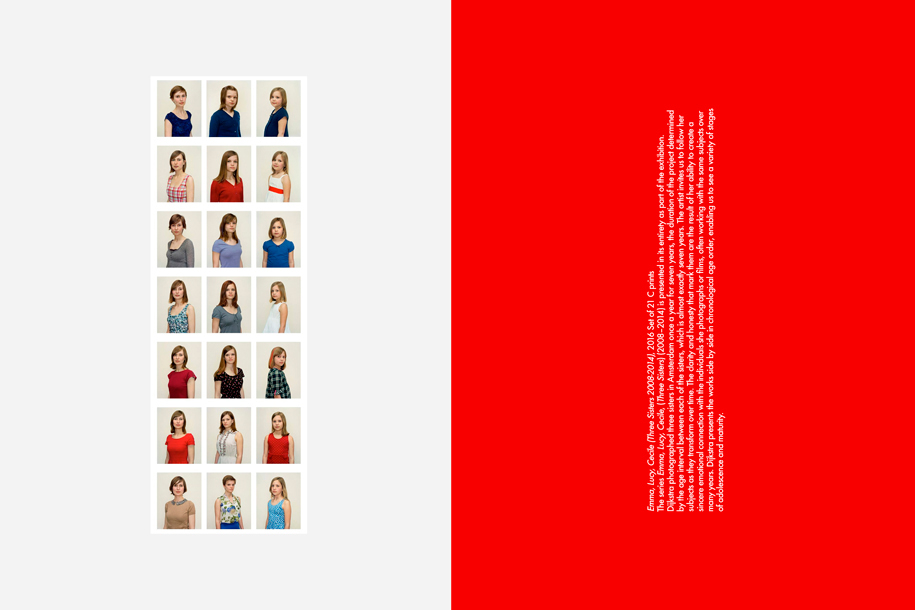 Emma, Lucy, Cecile (Three Sisters 2008-2014), 2016 Set of 21 C prints
The series Emma, Lucy, Cecile, (Three Sisters) (2008–2014) is presented in its entirety as part of the exhibition.
Dijkstra photographed three sisters in Amsterdam once a year for seven years, the duration of the project determined
by the age interval between each of the sisters, which is almost exactly seven years. The artist invites us to follow her
subjects as they transform over time. The clarity and honesty that mark them are the result of her ability to create a
sincere emotional connection with the individuals she photographs or films, often working with the same subjects over
many years. Dijkstra presents the works side by side in chronological age order, enabling us to see a variety of stages
of adolescence and maturity.